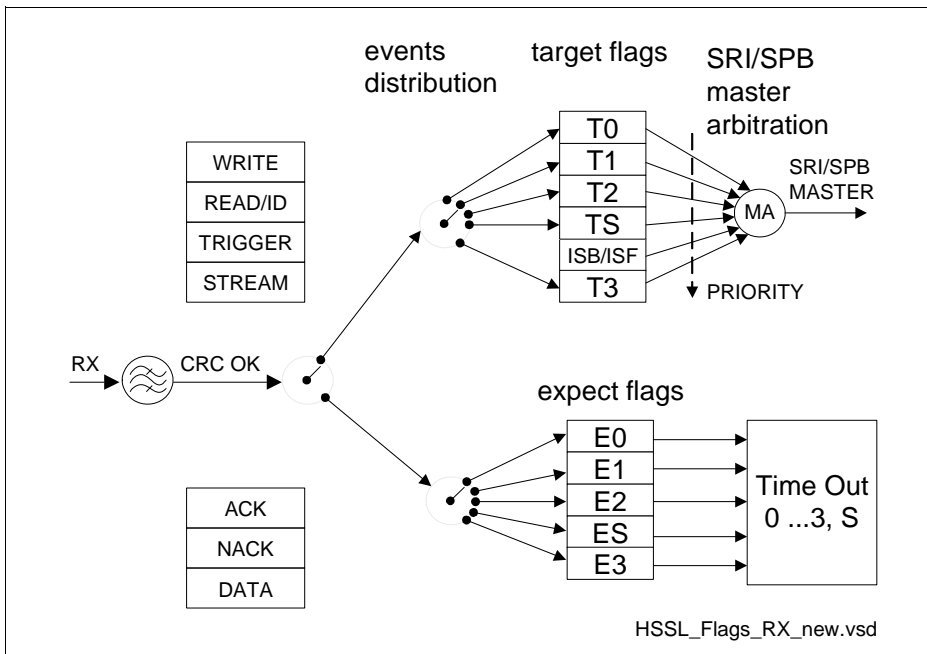 events
distribution
target flags
SRI/SPB
master
arbitration
WRITE
READ/ID
TRIGGER
STREAM
T0
T1
T2
TS
ISB/ISF
T3
MA
SRI/SPB
MASTER
PRIORITY
RX
CRC OK
expect flags
E0
E1
E2
ES
E3
Time Out
0 ...3, S
ACK
NACK
DATA
HSSL_Flags_RX_new.vsd